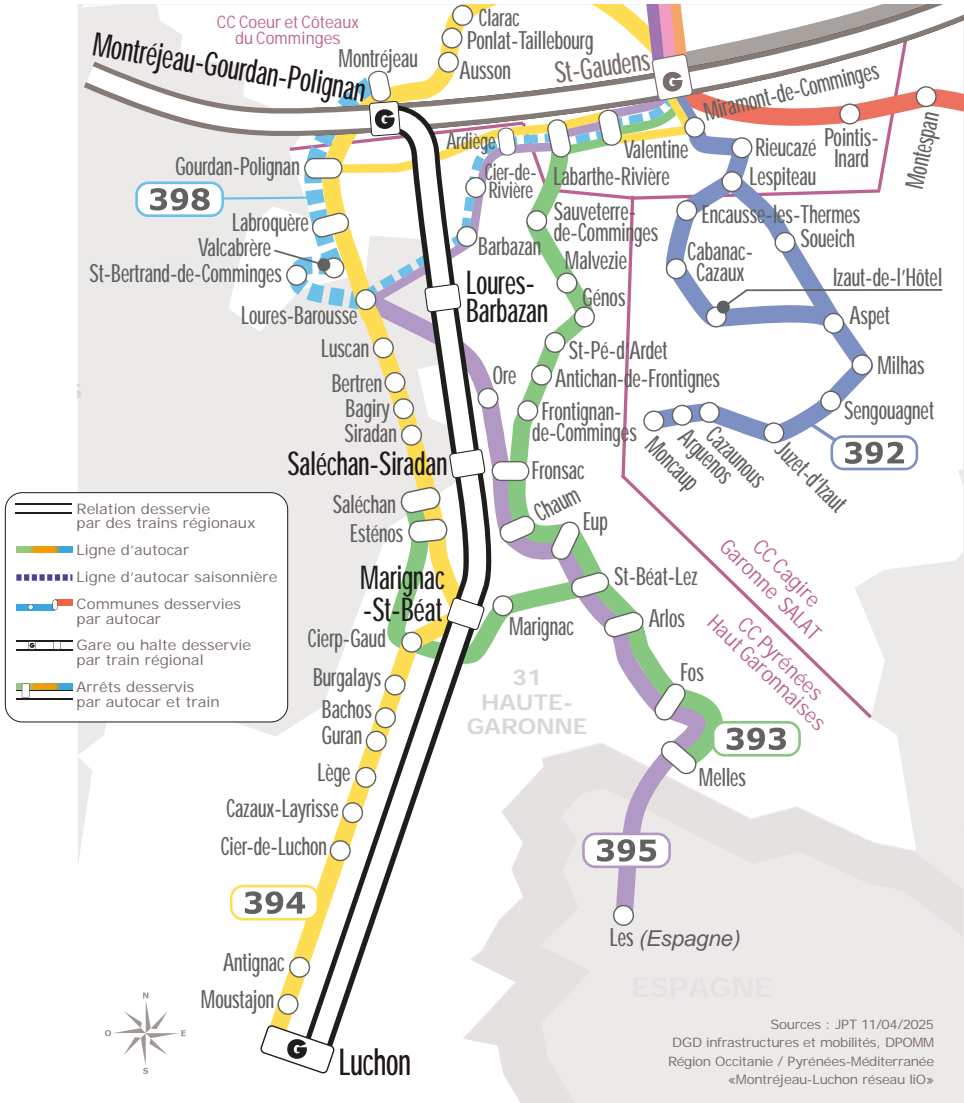 CC Coeur et Côteaux
du Comminges
Clarac
Ponlat-Taillebourg
Ausson
Montréjeau
Montréjeau-Gourdan-Polignan
St-Gaudens
G
G
Miramont-de-Comminges
Pointis-
Inard
Montespan
Ardiège
Valentine
Rieucazé
Gourdan-Polignan
Cier-de-
Rivière
Labarthe-Rivière
Lespiteau
398
Labroquère
Valcabrère
St-Bertrand-de-Comminges
Barbazan
Sauveterre-
de-Comminges
Encausse-les-Thermes
Soueich
Malvezie
Cabanac-
Cazaux
Izaut-de-l'Hôtel
Loures-Barousse
Loures-
Barbazan
Génos
Aspet
Luscan
St-Pé-d'Ardet
Milhas
Bertren
Ore
Antichan-de-Frontignes
Bagiry
Siradan
Frontignan-
de-Comminges
Sengouagnet
392
Moncaup
Arguenos
Cazaunous
Juzet-d'Izaut
Saléchan-Siradan
Fronsac
Saléchan
Chaum
Esténos
Eup
CC Cagire
Garonne SALAT
CC Pyrénées
Haut Garonnaises
Marignac
-St-Béat
St-Béat-Lez
Marignac
Arlos
Cierp-Gaud
Burgalays
31
HAUTE-
GARONNE
Fos
Bachos
Guran
393
Lège
Melles
Cazaux-Layrisse
Cier-de-Luchon
395
394
Les (Espagne)
Antignac
ESPAGNE
Moustajon
G
Luchon
Relation desservie
par des trains régionaux
Ligne d'autocar
Ligne d'autocar saisonnière
Communes desservies
par autocar
G
Gare ou halte desservie
par train régional
Arrêts desservis
par autocar et train
N
O
E
S
Sources : JPT 11/04/2025
DGD infrastructures et mobilités, DPOMM
Région Occitanie / Pyrénées-Méditerranée
«Montréjeau-Luchon réseau liO»